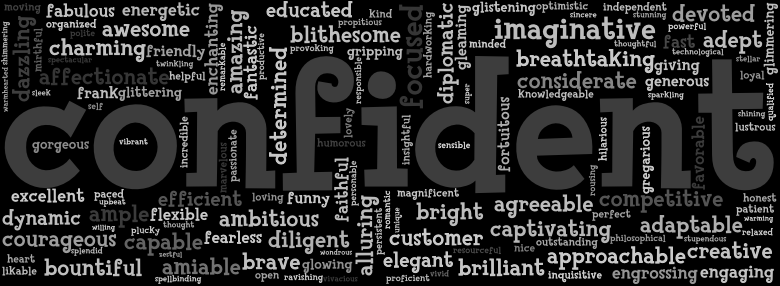 moving fabulous energetic
organized awesome
polite
charming friendly
mirthful
spectacular twinkling
dazzling
affectionate helpful
warmhearted shimmering
sleek frank glittering
self
enchanting
remarkable
amazing
fantastic
productive
educated Kind
propitious
blithesome
provoking gripping
determined
responsible
focused
hardworking
diplomatic
gleaming
super
glistening optimistic independent
sincere stunning devoted
imaginative powerful
minded thoughtful fast adept
breathtaking technological
giving stellar
considerate generous loyal
Knowledgeable sparkling
glimmering
qualified
shining
lustrous
confident
gorgeous vibrant
incredible
marvelous
passionate
humorous
lovely
insightful
sensible
fortuitous
hilarious
rousing
gregarious
favorable
faithful
personable
excellent paced
upbeat
efficient loving funny
magnificent
agreeable
competitive honest
patient
dynamic ample flexible
ambitious
alluring
persistent
romantic
unique
bright
perfect
adaptable warming
willing plucky thought
captivating relaxed
courageous capable fearless diligent
customer
outstanding philosophical stupendous
splendid zestful wondrous
resourceful nice
approachable creative
heart
likable bountiful amiable brave glowing
elegant
brilliant inquisitive engrossing engaging
spellbinding open ravishing vivacious
proficient vivid